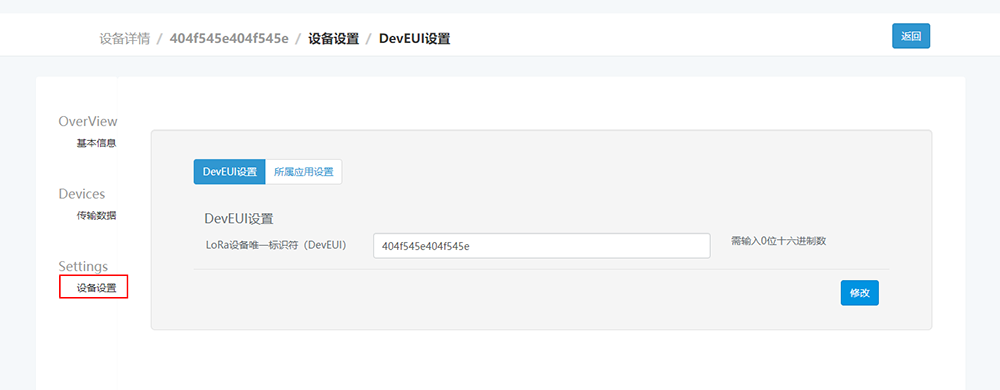 设备详情 / 404f545e404f545e / 设备设置 / DevEUI设置
返回
OverView
基本信息
Devices
传输数据
Settings
设备设置
DevEUI设置
所属应用设置
DevEUI设置
LoRa设备唯一标识符（DevEUI）
404f545e404f545e
需输入0位十六进制数
修改